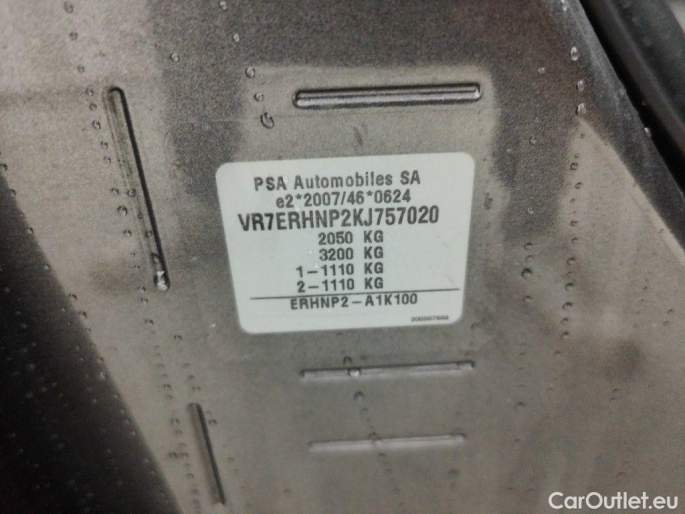 PSA Automobiles SA
e2*2007/46*0624
VR7ERHNP2KJ757020
2050 KG
3200 KG
1-1110 KG
2-1110 KG
ERHNP2-A1K100
CarOutlet.eu